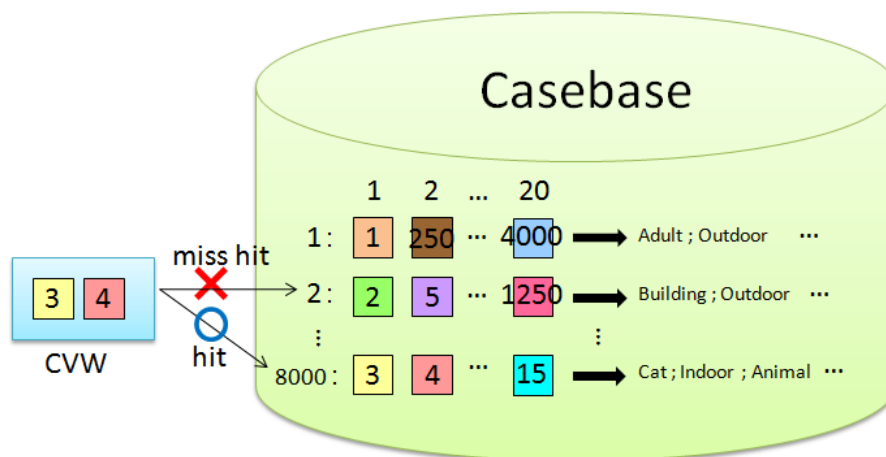 Casebase
1 2 ... 20
1 : 1 250 ... 4000 Adult ; Outdoor ...
miss hit
2 : 2 5 ... 1250 Building ; Outdoor ...
3 4
⋮ ⋮
hit
CVW
8000 : 3 4 ... 15 Cat ; Indoor ; Animal ...